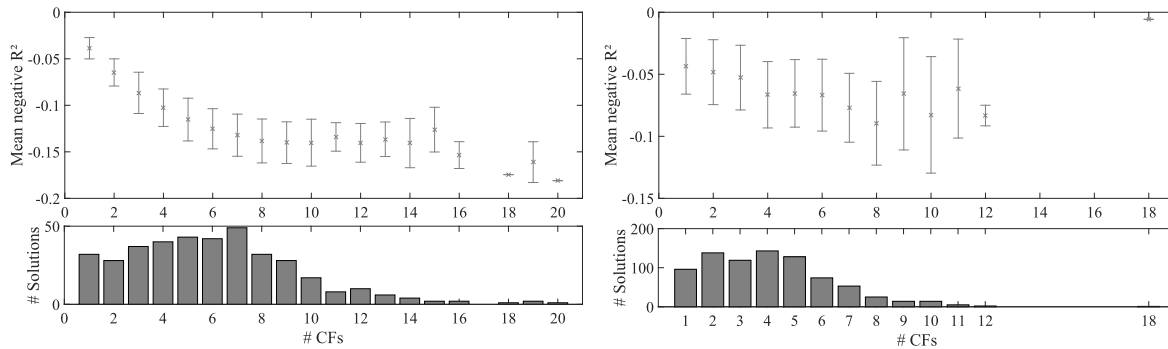 0
-0.05
-0.1
-0.15
-0.2
Mean negative R²
0 2 4 6 8 10 12 14 16 18 20
50
0
# Solutions
0 2 4 6 8 10 12 14 16 18 20
# CFs
0
-0.05
-0.1
-0.15
Mean negative R²
0 2 4 6 8 10 12 14 16 18
200
100
0
# Solutions
1 2 3 4 5 6 7 8 9 10 11 12 18
# CFs